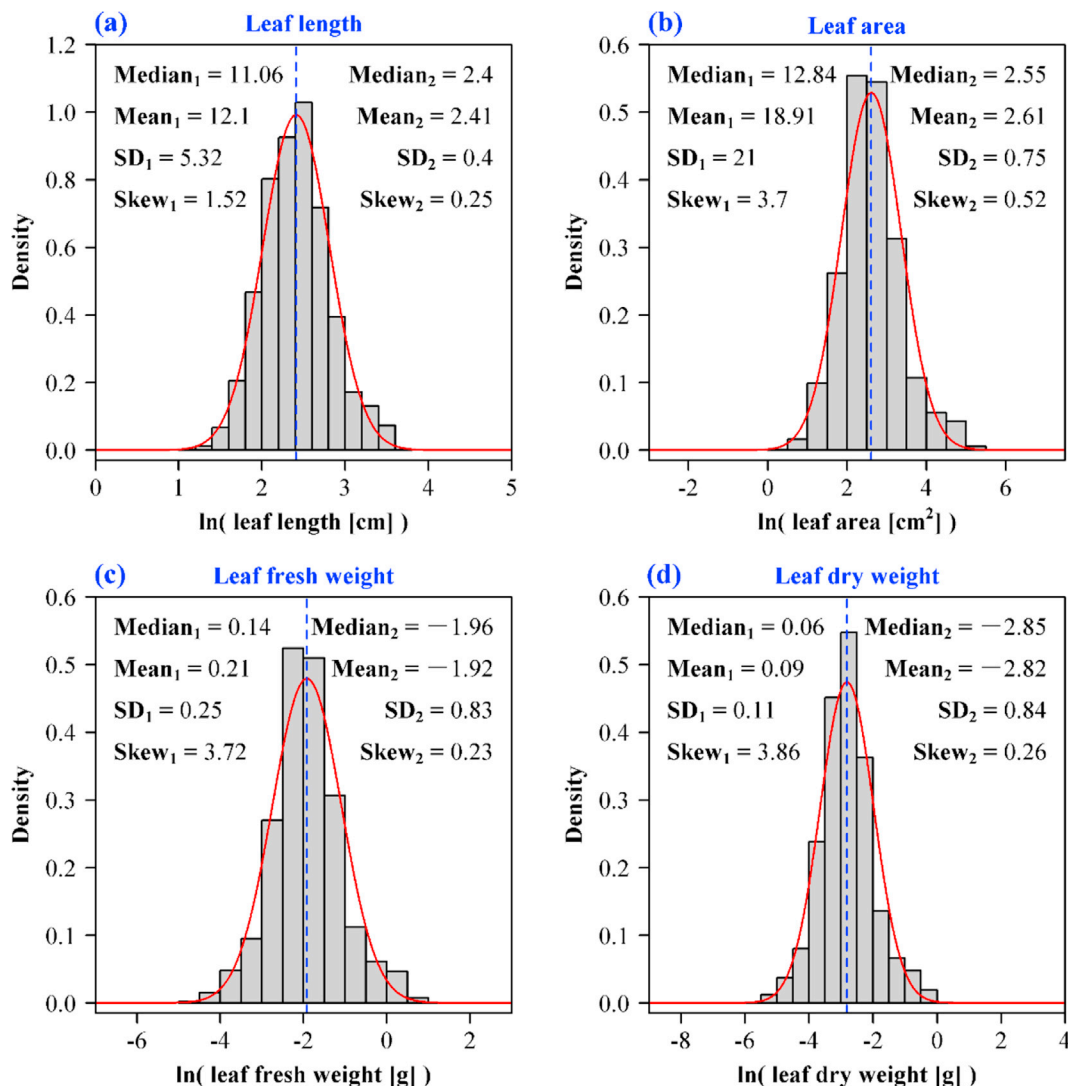 (a) Leaf length
Median₁ = 11.06 Median₂ = 2.4
Mean₁ = 12.1 Mean₂ = 2.41
SD₁ = 5.32 SD₂ = 0.4
Skew₁ = 1.52 Skew₂ = 0.25
1.2
1.0
0.8
0.6
0.4
0.2
0.0
Density
0 1 2 3 4 5
ln( leaf length [cm] )
(b) Leaf area
Median₁ = 12.84 Median₂ = 2.55
Mean₁ = 18.91 Mean₂ = 2.61
SD₁ = 21 SD₂ = 0.75
Skew₁ = 3.7 Skew₂ = 0.52
0.6
0.5
0.4
0.3
0.2
0.1
0.0
Density
-2 0 2 4 6
ln( leaf area [cm²] )
(c) Leaf fresh weight
Median₁ = 0.14 Median₂ = −1.96
Mean₁ = 0.21 Mean₂ = −1.92
SD₁ = 0.25 SD₂ = 0.83
Skew₁ = 3.72 Skew₂ = 0.23
0.6
0.5
0.4
0.3
0.2
0.1
0.0
Density
-6 -4 -2 0 2
ln( leaf fresh weight [g] )
(d) Leaf dry weight
Median₁ = 0.06 Median₂ = −2.85
Mean₁ = 0.09 Mean₂ = −2.82
SD₁ = 0.11 SD₂ = 0.84
Skew₁ = 3.86 Skew₂ = 0.26
0.6
0.5
0.4
0.3
0.2
0.1
0.0
Density
-8 -6 -4 -2 0 2 4
ln( leaf dry weight [g] )